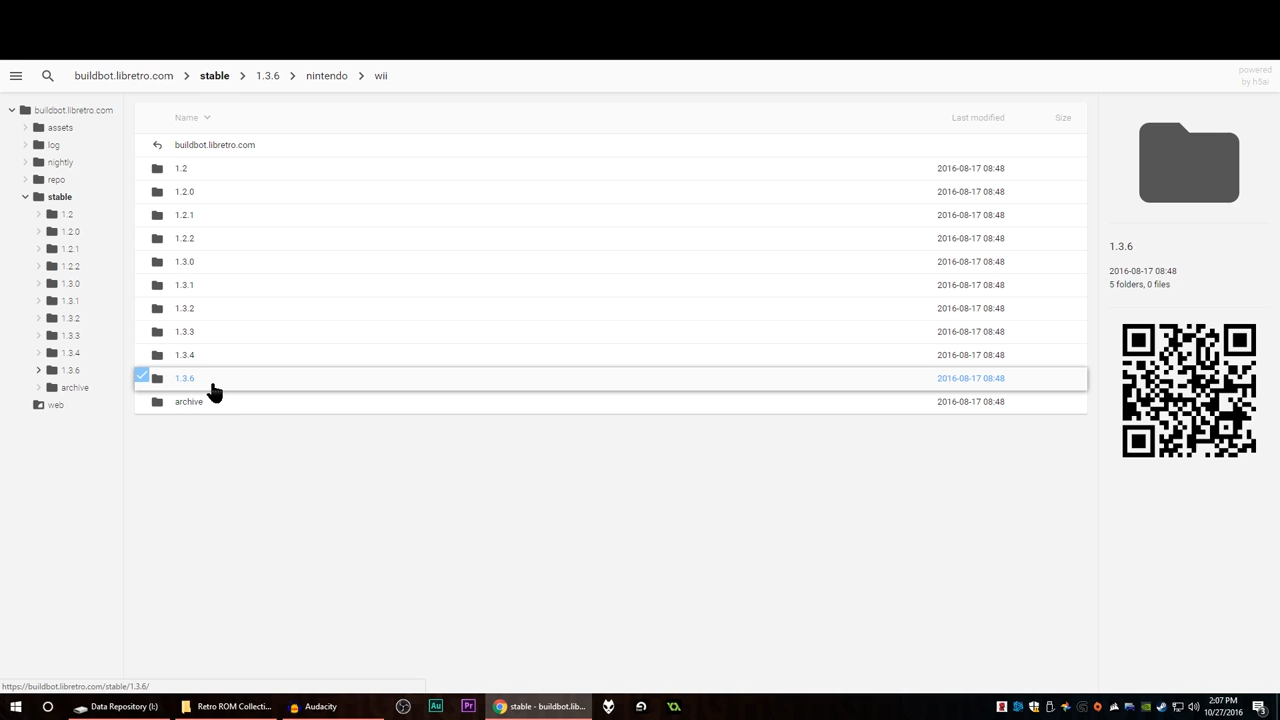 buildbot.libretro.com > stable > 1.3.6 > nintendo > wii
powered
by h5ai
buildbot.libretro.com
assets
log
nightly
repo
stable
1.2
1.2.0
1.2.1
1.2.2
1.3.0
1.3.1
1.3.2
1.3.3
1.3.4
1.3.6
archive
web
Name Last modified Size
buildbot.libretro.com
1.2 2016-08-17 08:48
1.2.0 2016-08-17 08:48
1.2.1 2016-08-17 08:48
1.2.2 2016-08-17 08:48
1.3.0 2016-08-17 08:48
1.3.1 2016-08-17 08:48
1.3.2 2016-08-17 08:48
1.3.3 2016-08-17 08:48
1.3.4 2016-08-17 08:48
1.3.6 2016-08-17 08:48
archive 2016-08-17 08:48
1.3.6
2016-08-17 08:48
5 folders, 0 files
https://buildbot.libretro.com/stable/1.3.6/
Data Repository (I:) Retro ROM Collecti... Audacity Au Pr stable - buildbot.lib...
2:07 PM
10/27/2016
3